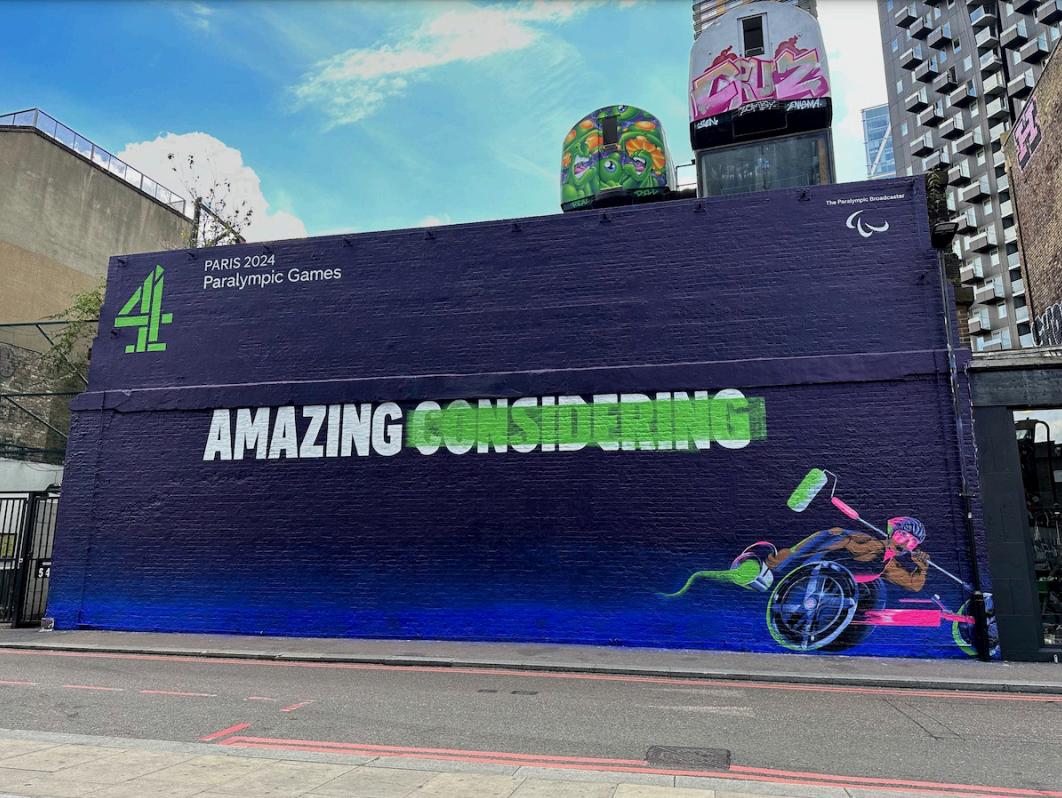 CRUZ
The Paralympic Broadcaster
4
PARIS 2024
Paralympic Games
AMAZING CONSIDERING